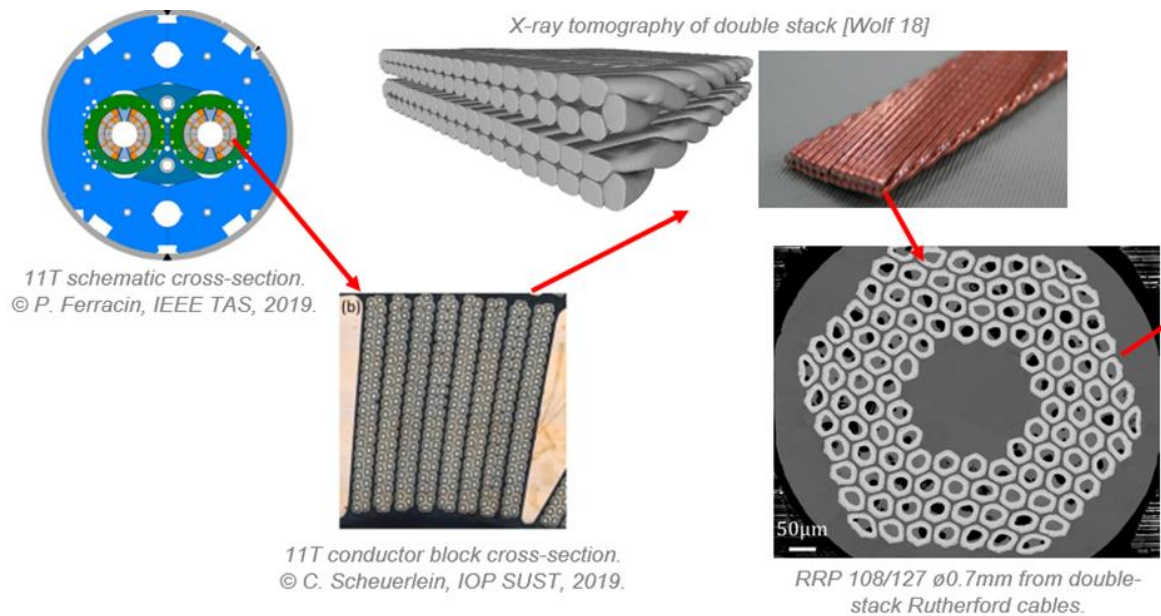 X-ray tomography of double stack [Wolf 18]
11T schematic cross-section.
© P. Ferracin, IEEE TAS, 2019.
(b)
11T conductor block cross-section.
© C. Scheuerlein, IOP SUST, 2019.
50µm
RRP 108/127 ø0.7mm from double-
stack Rutherford cables.